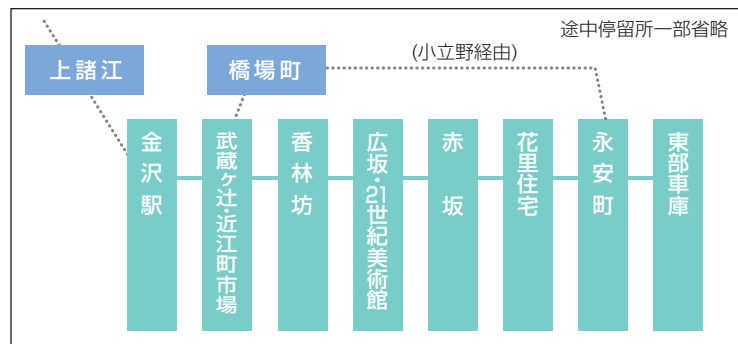 途中停留所一部省略
上諸江
橋場町
(小立野経由)
金沢駅
武蔵ヶ辻・近江町市場
香林坊
広坂・21世紀美術館
赤坂
花里住宅
永安町
東部車庫